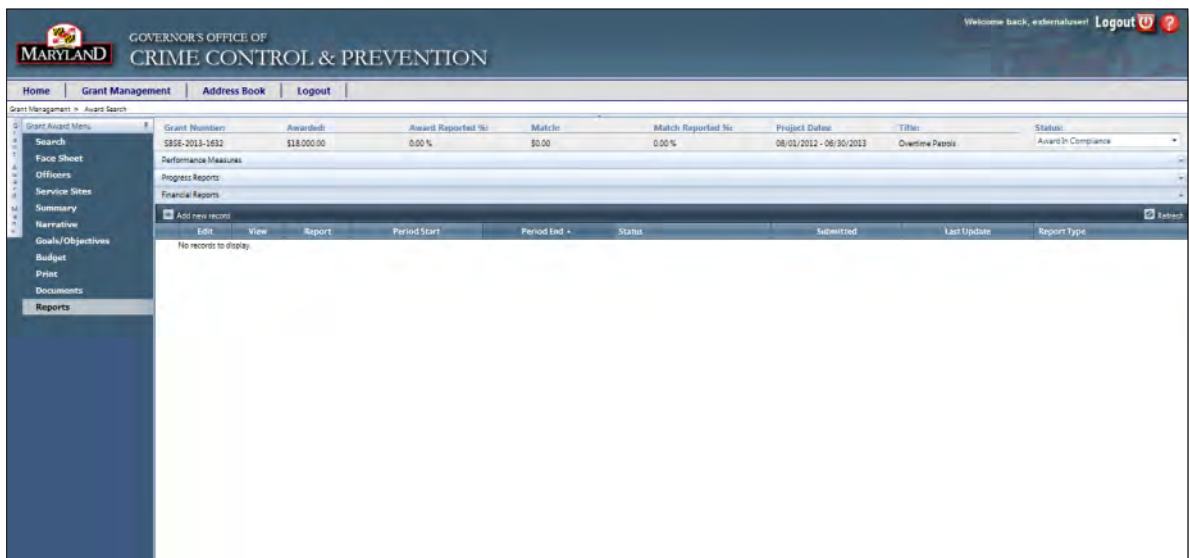 Welcome back, externaluser! Logout
MARYLAND
GOVERNOR'S OFFICE OF
CRIME CONTROL & PREVENTION
Home Grant Management Address Book Logout
Grant Management > Award Search
Grant Award Menu
Search
Face Sheet
Officers
Service Sites
Summary
Narrative
Goals/Objectives
Budget
Print
Documents
Reports
Grant Number: Awarded: Award Reported %: Match: Match Reported %: Project Dates: Title: Status:
$18,000.00 0.00 % $0.00 0.00 % 08/01/2012 - 06/30/2013 Overtime Patrols Award In Compliance
Performance Measures
Progress Reports
Financial Reports
Add new record Refresh
Edit View Report Period Start Period End Status Submitted Last Update Report Type
No records to display.